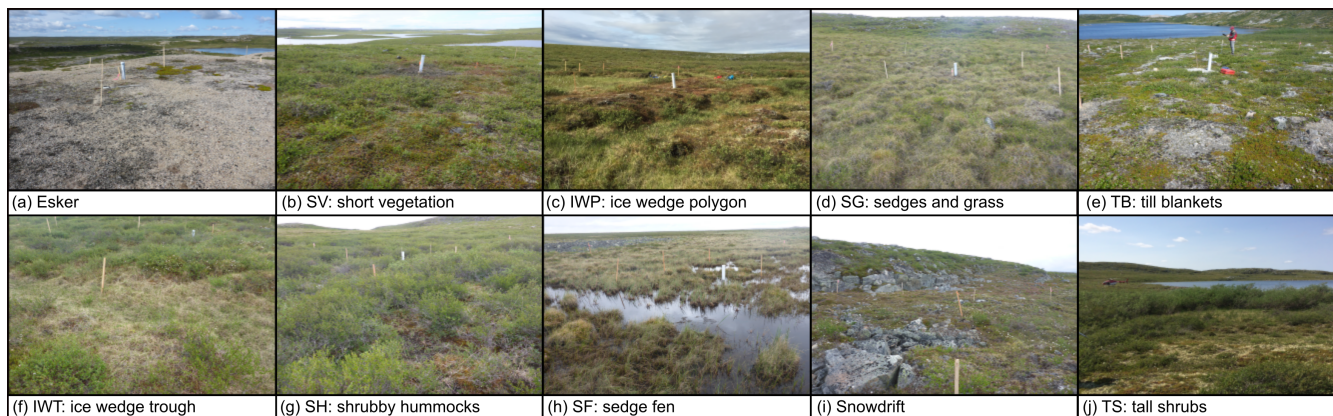 (a) Esker
(b) SV: short vegetation
(c) IWP: ice wedge polygon
(d) SG: sedges and grass
(e) TB: till blankets
(f) IWT: ice wedge trough
(g) SH: shrubby hummocks
(h) SF: sedge fen
(i) Snowdrift
(j) TS: tall shrubs